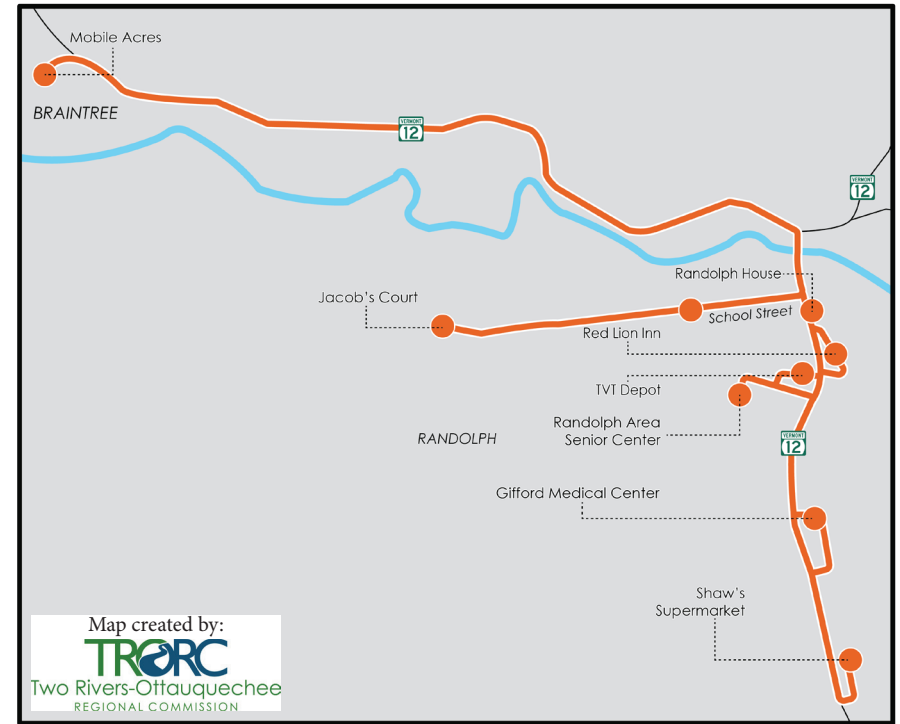 Mobile Acres
BRAINTREE
VERMONT
12
VERMONT
12
Randolph House
Jacob's Court
School Street
Red Lion Inn
TVT Depot
Randolph Area
Senior Center
RANDOLPH
VERMONT
12
Gifford Medical Center
Shaw's
Supermarket
Map created by:
TRORC
Two Rivers-Ottauquechee
REGIONAL COMMISSION